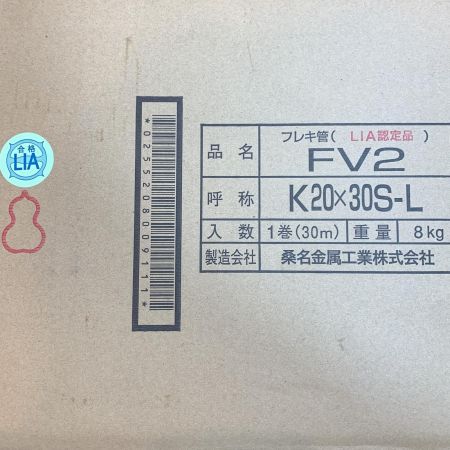 合格
LIA
*025520800９111*
品名 フレキ管（LIA認定品）
FV2
呼称 K20×30S-L
入数 1巻(30m) 重量 8kg
製造会社 桑名金属工業株式会社